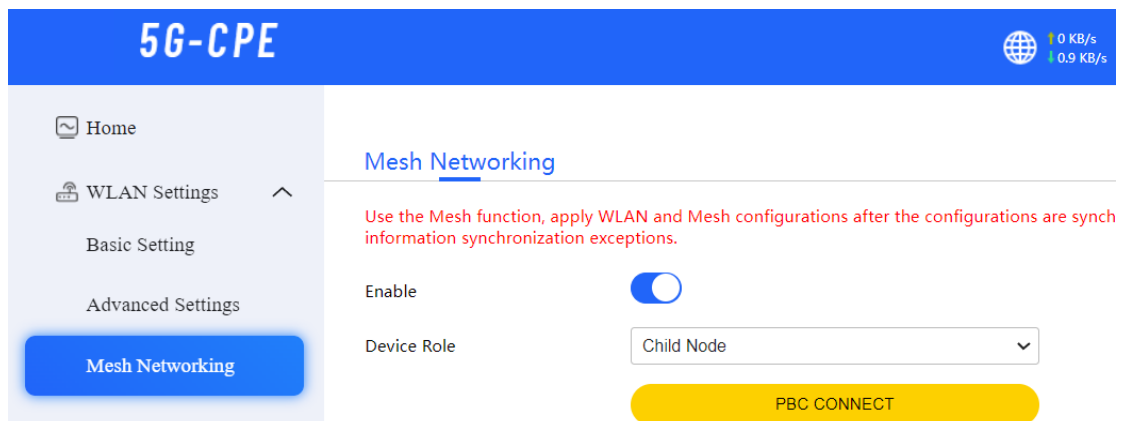 5G-CPE
↑0 KB/s
↓0.9 KB/s
Home
WLAN Settings
Basic Setting
Advanced Settings
Mesh Networking
Mesh Networking
Use the Mesh function, apply WLAN and Mesh configurations after the configurations are synch
information synchronization exceptions.
Enable
Device Role
Child Node
PBC CONNECT